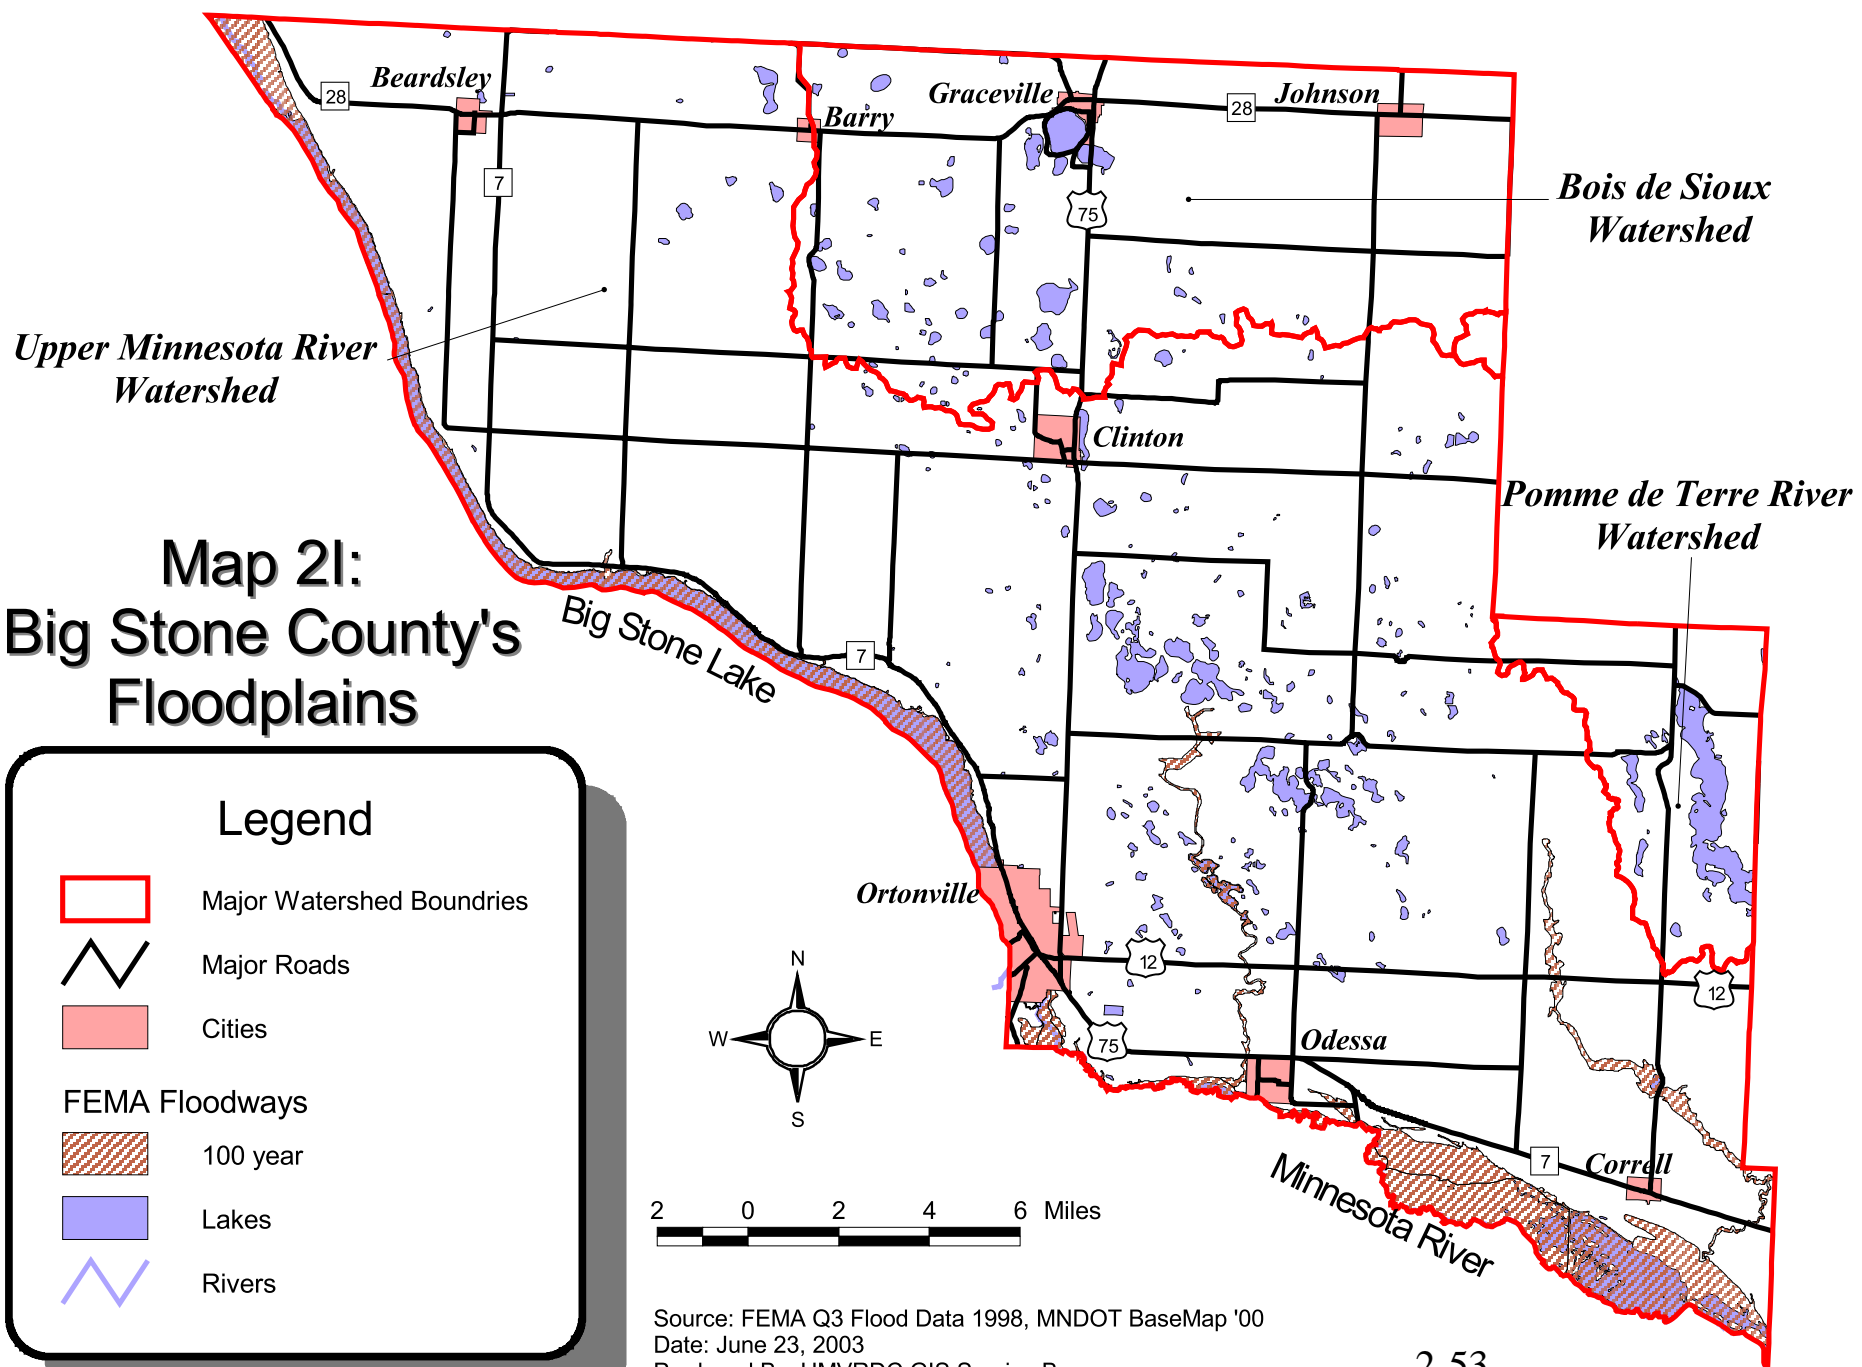 Beardsley
28
Barry
Graceville
28
Johnson
7
75
Bois de Sioux
Watershed
Upper Minnesota River
Watershed
Clinton
Pomme de Terre River
Watershed
Map 2I:
Big Stone County's
Floodplains
Big Stone Lake
7
Legend
Major Watershed Boundries
Major Roads
Cities
FEMA Floodways
100 year
Lakes
Rivers
Ortonville
12
12
N
W
E
S
75
Odessa
7
Correll
Minnesota River
2 0 2 4 6 Miles
Source: FEMA Q3 Flood Data 1998, MNDOT BaseMap '00
Date: June 23, 2003
2-53